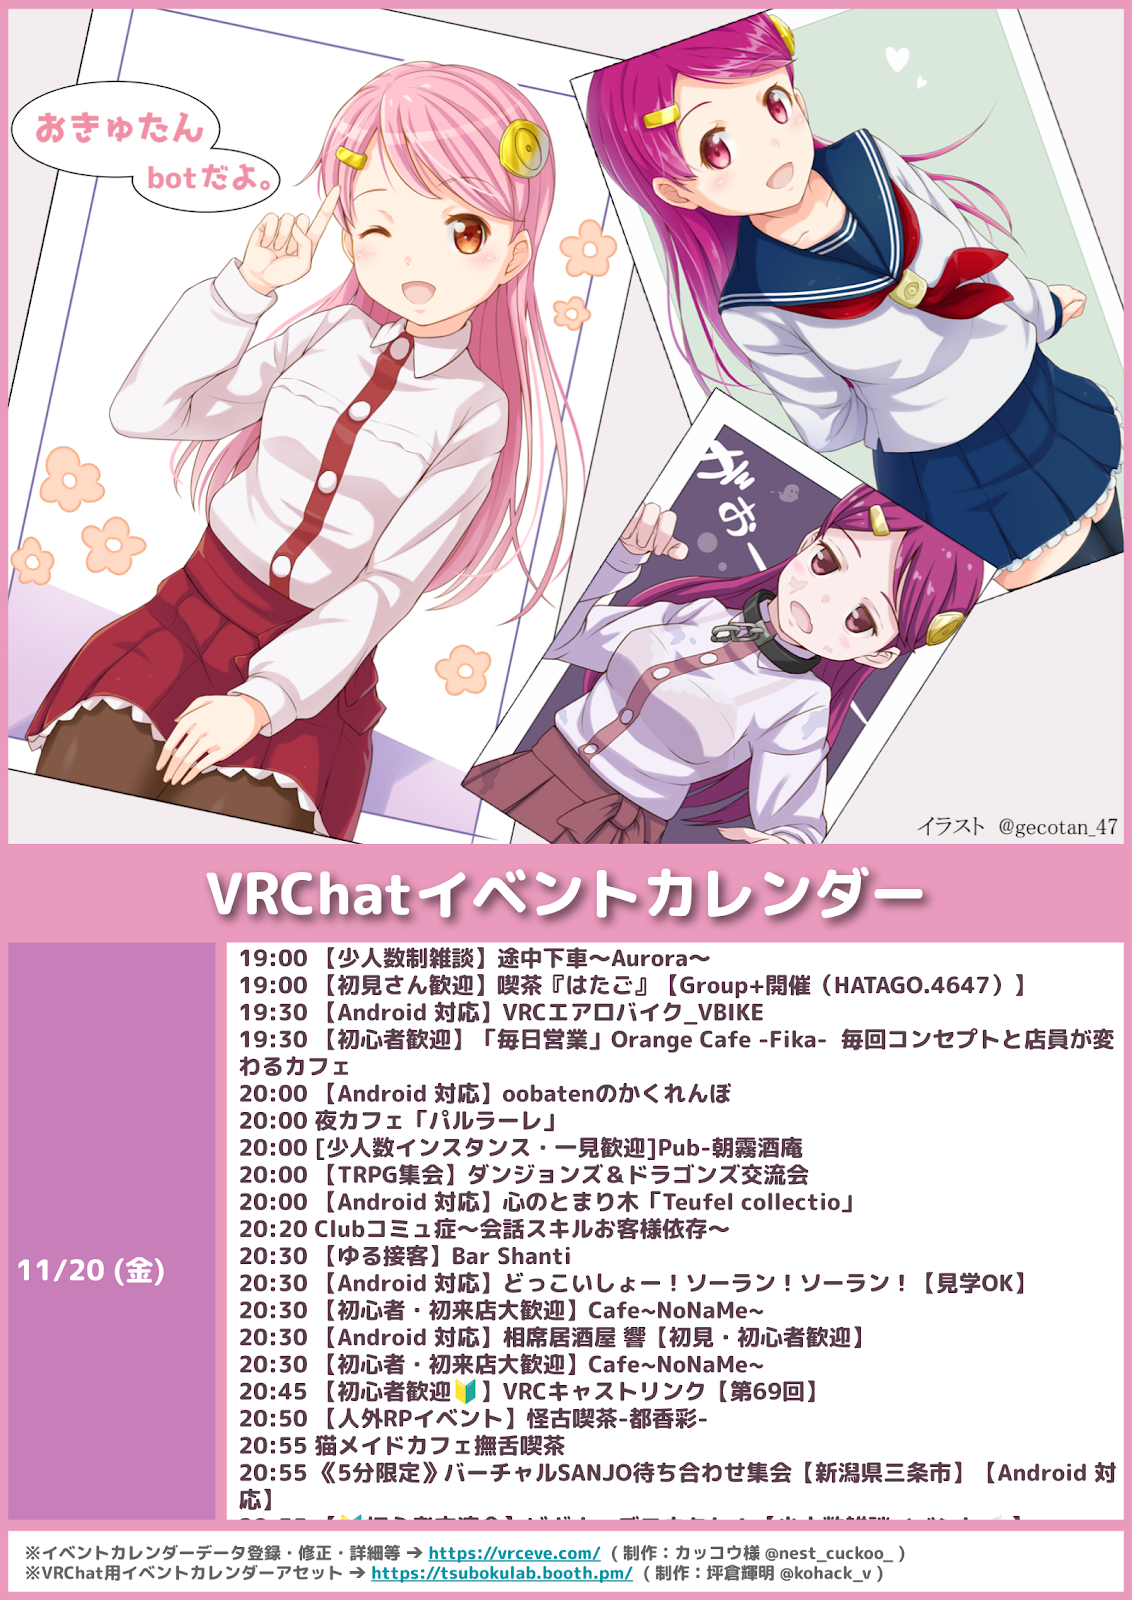 おきゅたん
botだよ。
がおー
イラスト @gecotan_47
VRChatイベントカレンダー
11/20 (金)
19:00 【少人数制雑談】途中下車～Aurora～
19:00 【初見さん歓迎】喫茶『はたご』【Group+開催（HATAGO.4647）】
19:30 【Android 対応】VRCエアロバイク_VBIKE
19:30 【初心者歓迎】「毎日営業」Orange Cafe -Fika- 毎回コンセプトと店員が変
わるカフェ
20:00 【Android 対応】oobatenのかくれんぼ
20:00 夜カフェ「パルラーレ」
20:00 [少人数インスタンス・一見歓迎]Pub-朝霧酒庵
20:00 【TRPG集会】ダンジョンズ＆ドラゴンズ交流会
20:00 【Android 対応】心のとまり木「Teufel collectio」
20:20 Clubコミュ症～会話スキルお客様依存～
20:30 【ゆる接客】Bar Shanti
20:30 【Android 対応】どっこいしょー！ソーラン！ソーラン！【見学OK】
20:30 【初心者・初来店大歓迎】Cafe~NoNaMe~
20:30 【Android 対応】相席居酒屋 響【初見・初心者歓迎】
20:30 【初心者・初来店大歓迎】Cafe~NoNaMe~
20:45 【初心者歓迎🔰】VRCキャストリンク【第69回】
20:50 【人外RPイベント】怪古喫茶-都香彩-
20:55 猫メイドカフェ撫舌喫茶
20:55 《5分限定》バーチャルSANJO待ち合わせ集会【新潟県三条市】【Android 対
応】
※イベントカレンダーデータ登録・修正・詳細等 ➔ https://vrceve.com/ ( 制作：カッコウ様 @nest_cuckoo_ )
※VRChat用イベントカレンダーアセット ➔ https://tsubokulab.booth.pm/ ( 制作：坪倉輝明 @kohack_v )